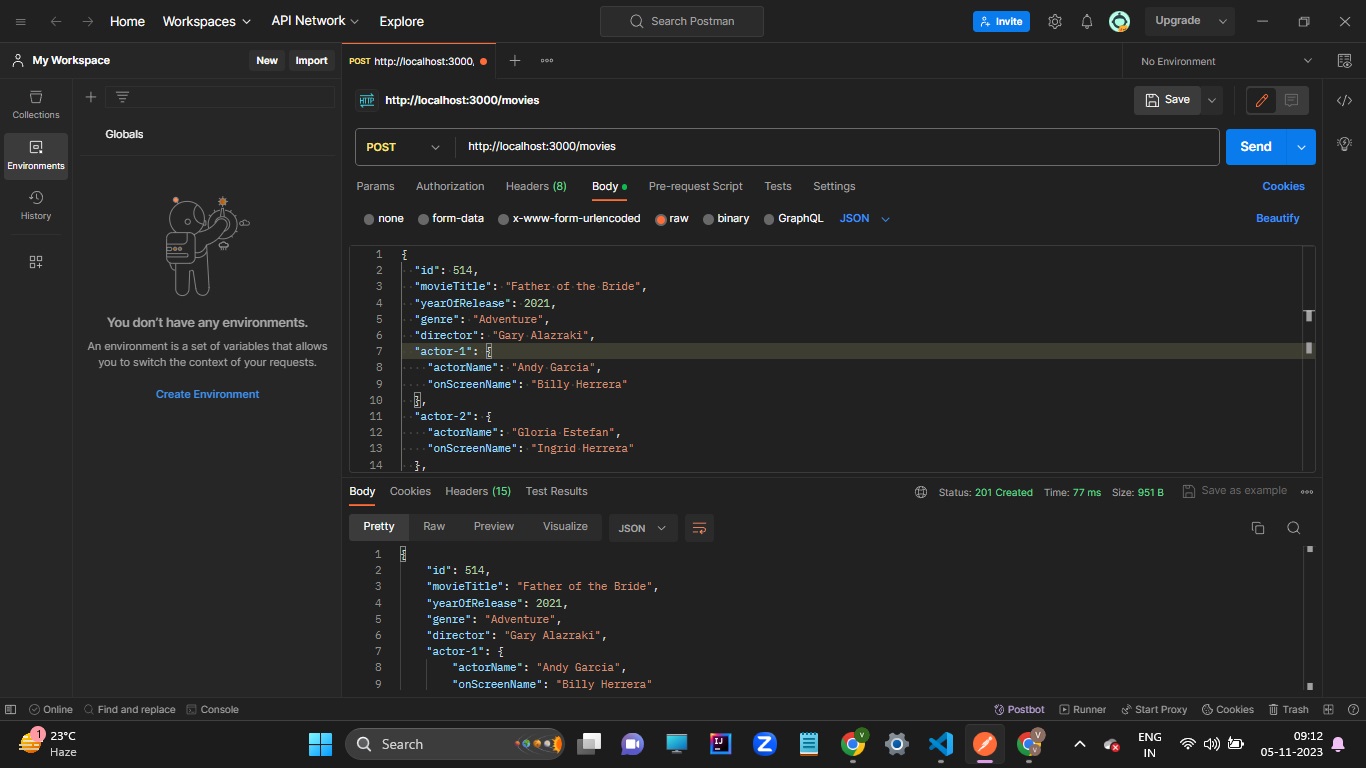 Home Workspaces API Network Explore Search Postman Invite Upgrade
My Workspace New Import POST http://localhost:3000, No Environment
Collections
Environments
History
Globals
You don't have any environments.
An environment is a set of variables that allows
you to switch the context of your requests.
Create Environment
HTTP http://localhost:3000/movies Save
POST http://localhost:3000/movies Send
Params Authorization Headers (8) Body Pre-request Script Tests Settings Cookies
none form-data x-www-form-urlencoded raw binary GraphQL JSON Beautify
1 {
2 "id": 514,
3 "movieTitle": "Father of the Bride",
4 "yearOfRelease": 2021,
5 "genre": "Adventure",
6 "director": "Gary Alazraki",
7 "actor-1": {
8 "actorName": "Andy Garcia",
9 "onScreenName": "Billy Herrera"
10 },
11 "actor-2": {
12 "actorName": "Gloria Estefan",
13 "onScreenName": "Ingrid Herrera"
14 },
Body Cookies Headers (15) Test Results Status: 201 Created Time: 77 ms Size: 951 B Save as example
Pretty Raw Preview Visualize JSON
1 {
2 "id": 514,
3 "movieTitle": "Father of the Bride",
4 "yearOfRelease": 2021,
5 "genre": "Adventure",
6 "director": "Gary Alazraki",
7 "actor-1": {
8 "actorName": "Andy Garcia",
9 "onScreenName": "Billy Herrera"
Online Find and replace Console Postbot Runner Start Proxy Cookies Trash
1 23°C
Haze
Search
ENG
IN
09:12
05-11-2023